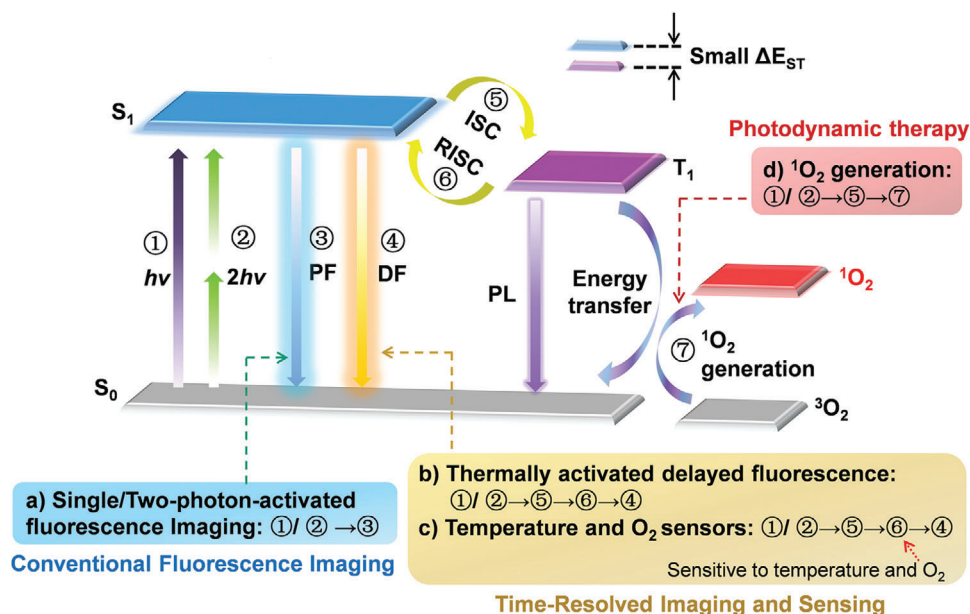 Small ΔE_ST
S₁
⑤
ISC
RISC
⑥
T₁
Photodynamic therapy
d) ¹O₂ generation:
①/ ②→⑤→⑦
①
hv
②
2hv
③
PF
④
DF
PL
Energy
transfer
¹O₂
⑦ ¹O₂
generation
S₀
³O₂
a) Single/Two-photon-activated
fluorescence Imaging: ①/ ② →③
Conventional Fluorescence Imaging
b) Thermally activated delayed fluorescence:
①/ ②→⑤→⑥→④
c) Temperature and O₂ sensors: ①/ ②→⑤→⑥→④
Sensitive to temperature and O₂
Time-Resolved Imaging and Sensing